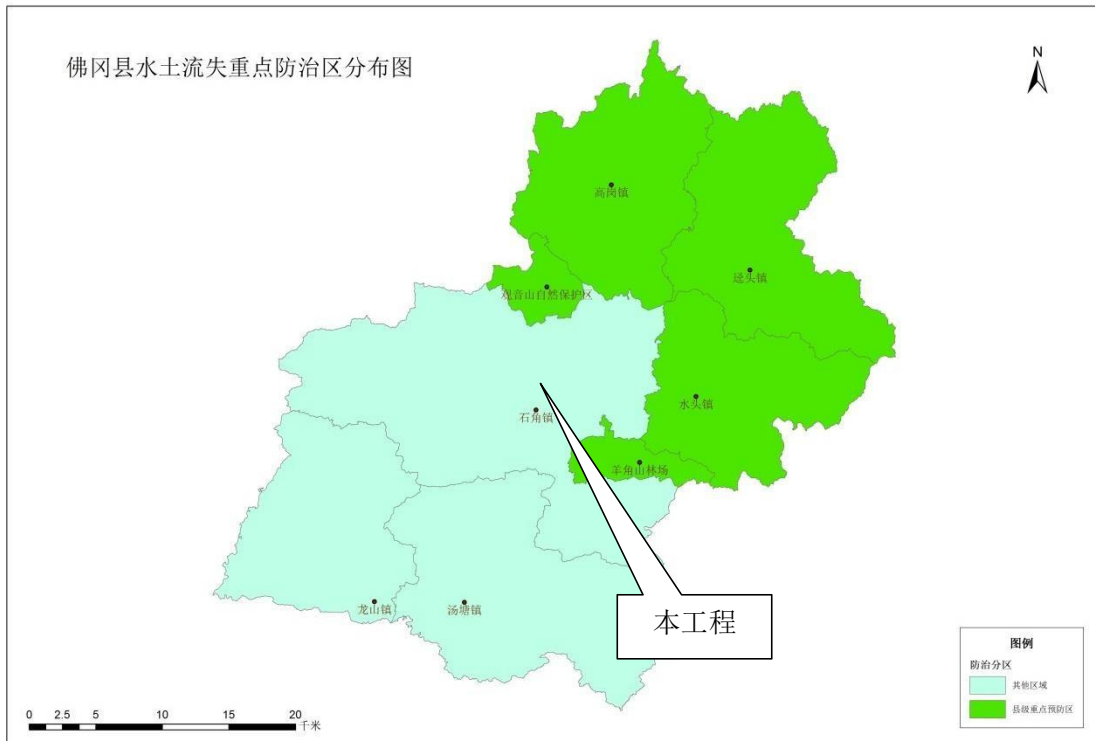 佛冈县水土流失重点防治区分布图
N
高岗镇
迳头镇
观音山自然保护区
水头镇
石角镇
羊角山林场
龙山镇
汤塘镇
本工程
图例
防治分区
其他区域
县级重点预防区
0 2.5 5 10 15 20
千米